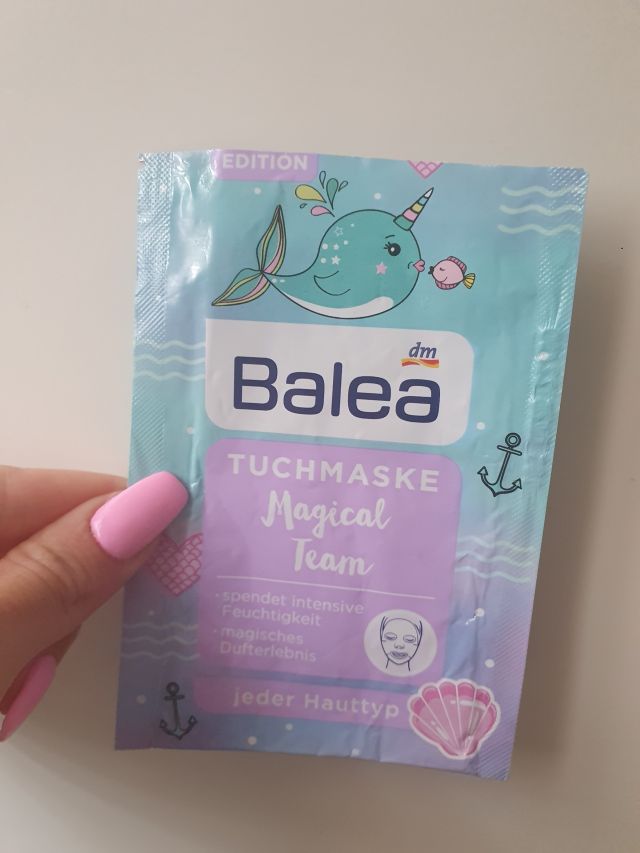 EDITION
dm
Balea
TUCHMASKE
Magical
Team
• spendet intensive
Feuchtigkeit
• magisches
Dufterlebnis
jeder Hauttyp